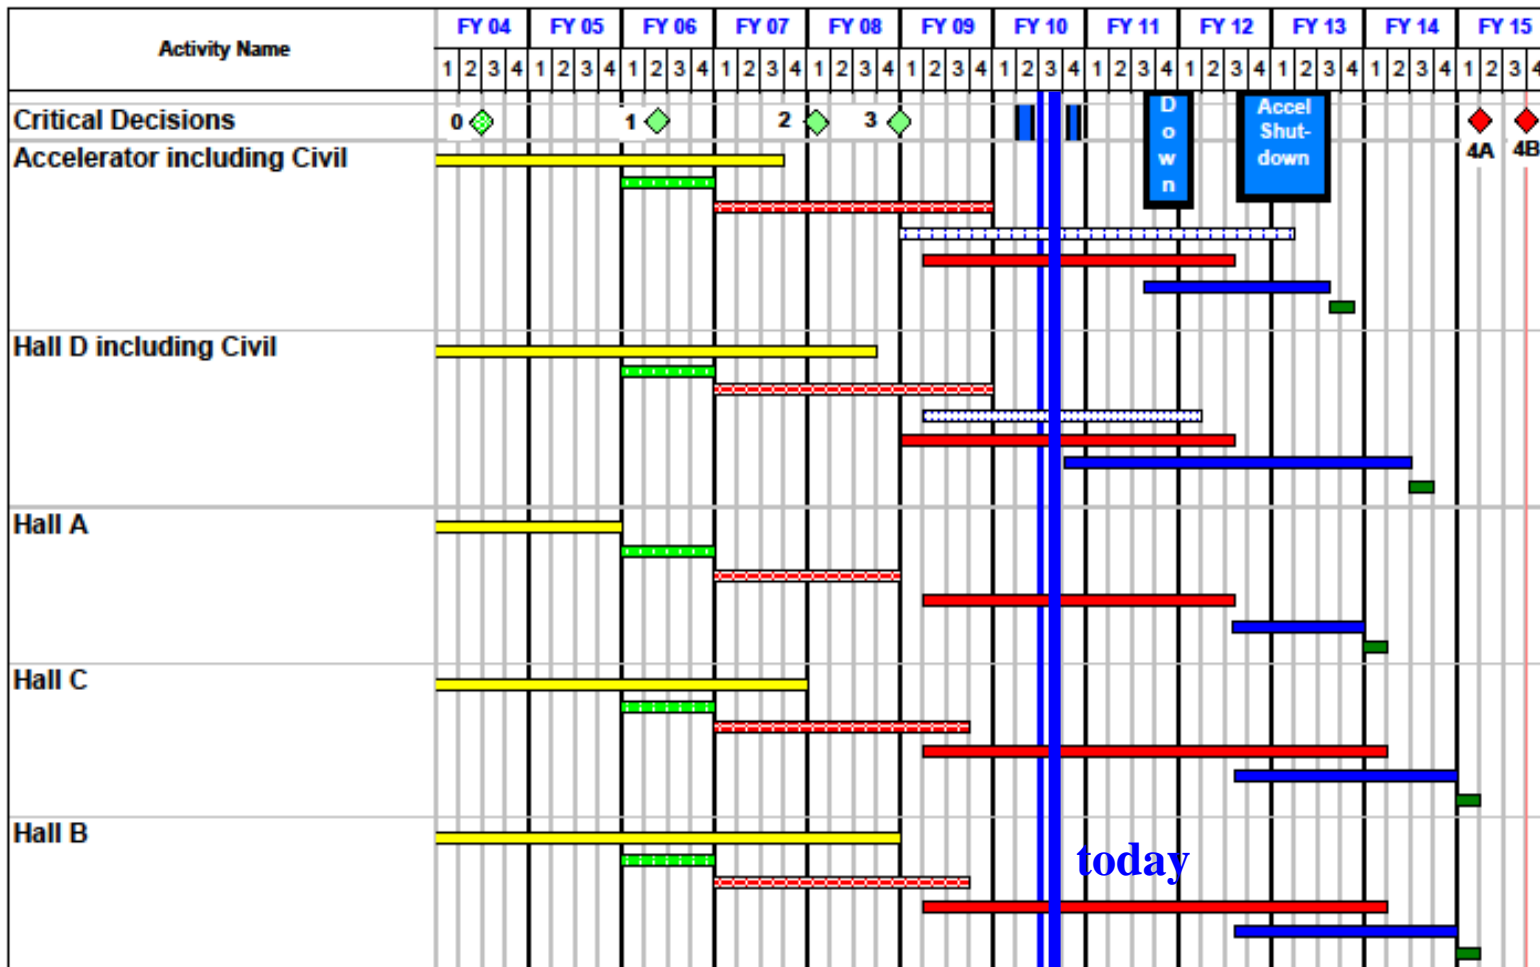 FY 04 FY 05 FY 06 FY 07 FY 08 FY 09 FY 10 FY 11 FY 12 FY 13 FY 14 FY 15
Activity Name
1 2 3 4 1 2 3 4 1 2 3 4 1 2 3 4 1 2 3 4 1 2 3 4 1 2 3 4 1 2 3 4 1 2 3 4 1 2 3 4 1 2 3 4 1 2 3 4
Critical Decisions 0 1 2 3
D
o
w
n
Accel
Shut-
down
4A 4B
Accelerator including Civil
Hall D including Civil
Hall A
Hall C
Hall B
today